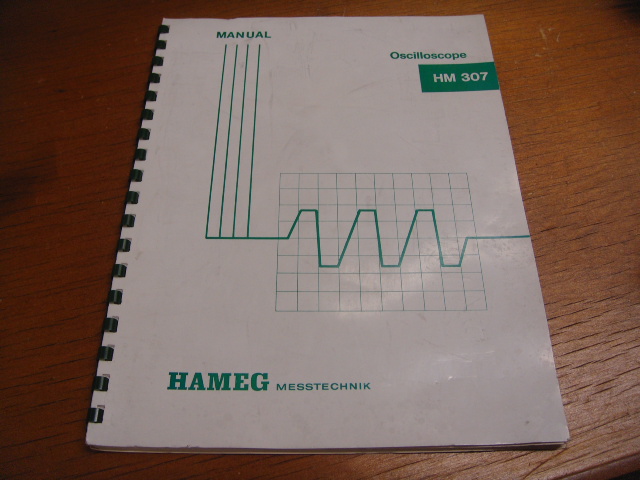 MANUAL
Oscilloscope
HM 307
HAMEG MESSTECHNIK